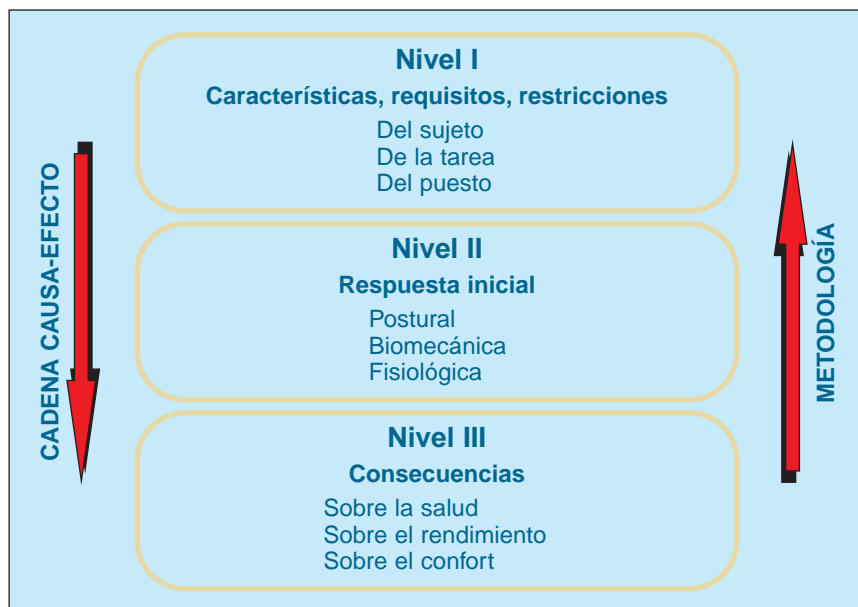 Nivel I
Características, requisitos, restricciones
Del sujeto
De la tarea
Del puesto
CADENA CAUSA-EFECTO
Nivel II
Respuesta inicial
Postural
Biomecánica
Fisiológica
METODOLOGÍA
Nivel III
Consecuencias
Sobre la salud
Sobre el rendimiento
Sobre el confort